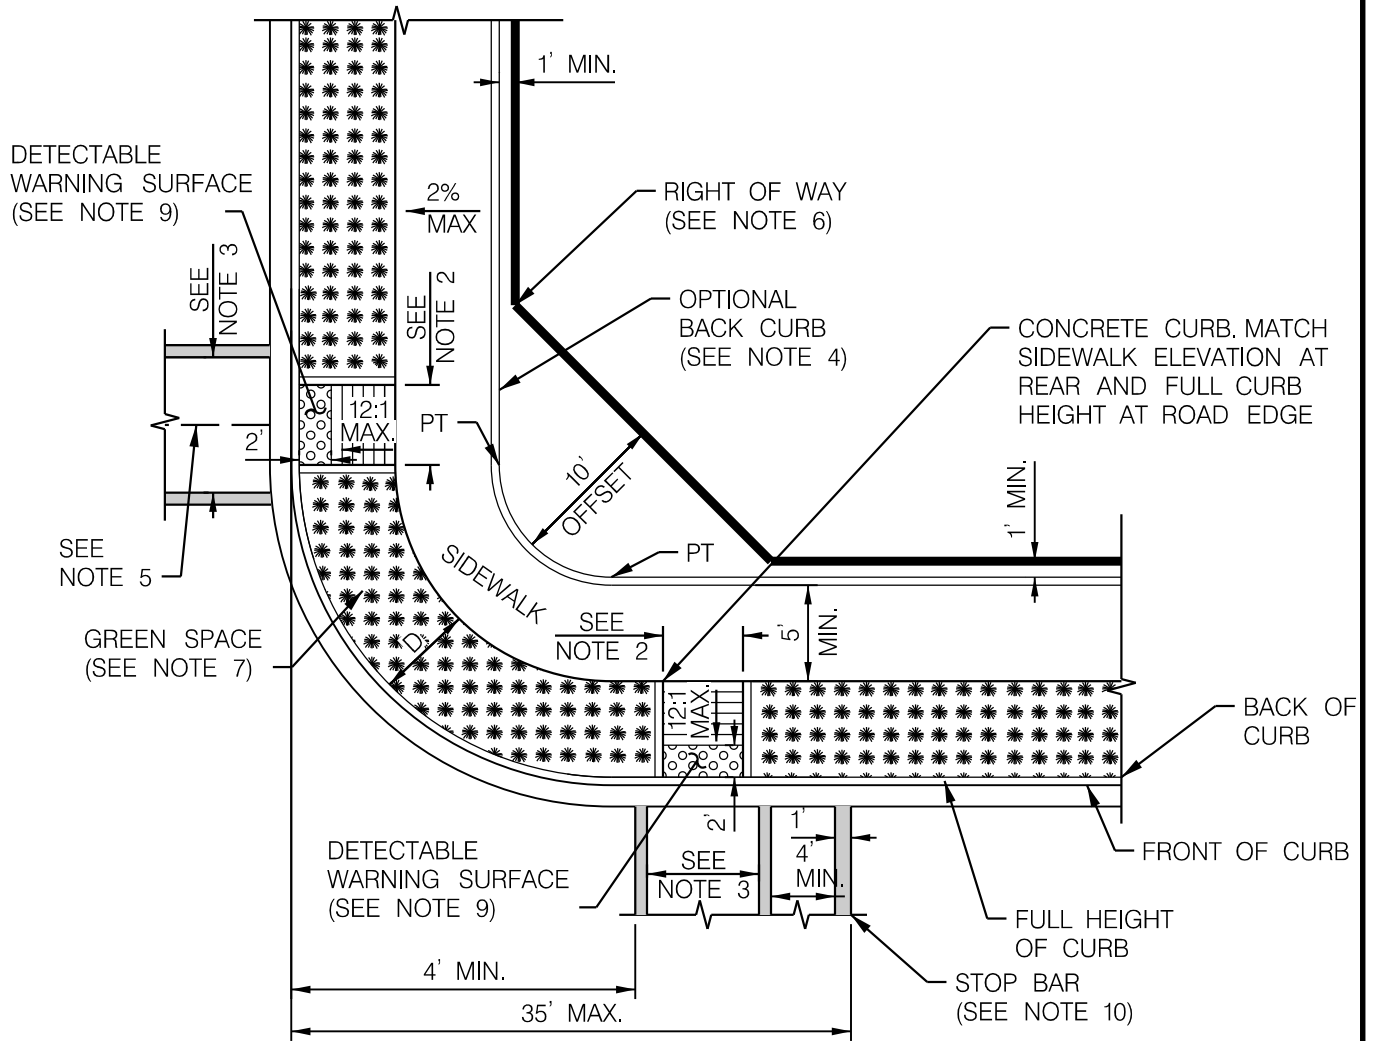 1' MIN.
DETECTABLE
WARNING SURFACE
(SEE NOTE 9)
2%
MAX
RIGHT OF WAY
(SEE NOTE 6)
SEE
NOTE 3
SEE
NOTE 2
OPTIONAL
BACK CURB
(SEE NOTE 4)
CONCRETE CURB. MATCH
SIDEWALK ELEVATION AT
REAR AND FULL CURB
HEIGHT AT ROAD EDGE
12:1
MAX.
PT
2'
10'
OFFSET
1' MIN.
SEE
NOTE 5
PT
SIDEWALK
GREEN SPACE
(SEE NOTE 7)
'D'
SEE
NOTE 2
5'
MIN.
12:1
MAX.
BACK OF
CURB
2'
1'
4'
MIN.
SEE
NOTE 3
DETECTABLE
WARNING SURFACE
(SEE NOTE 9)
FRONT OF CURB
FULL HEIGHT
OF CURB
4' MIN.
STOP BAR
(SEE NOTE 10)
35' MAX.